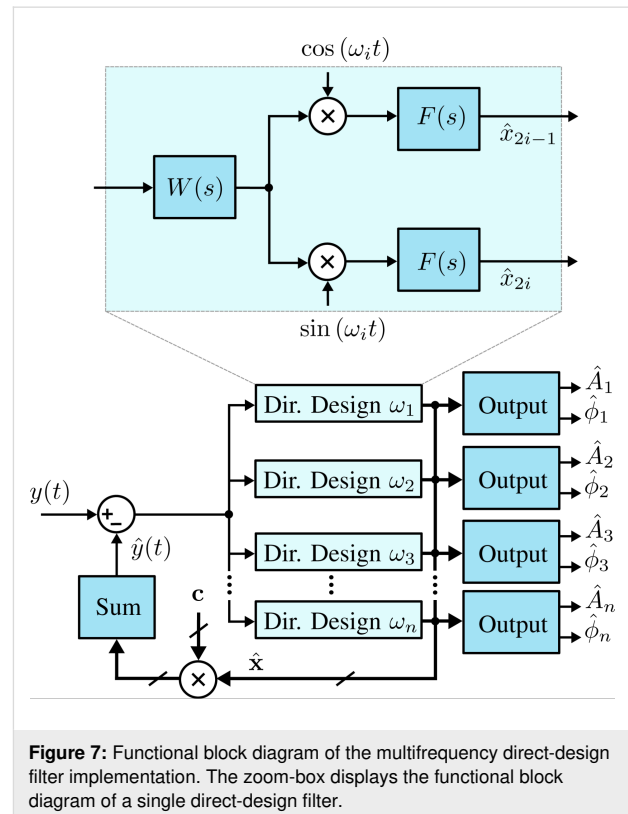 cos (ωᵢt)
F(s)
x̂₂ᵢ₋₁
W(s)
F(s)
x̂₂ᵢ
sin (ωᵢt)
Dir. Design ω₁
Output
Â₁
ϕ̂₁
Dir. Design ω₂
Output
Â₂
ϕ̂₂
y(t)
+
−
ŷ(t)
Dir. Design ω₃
Output
Â₃
ϕ̂₃
Sum
c
Dir. Design ωₙ
Output
Âₙ
ϕ̂ₙ
x̂
Figure 7: Functional block diagram of the multifrequency direct-design
filter implementation. The zoom-box displays the functional block
diagram of a single direct-design filter.